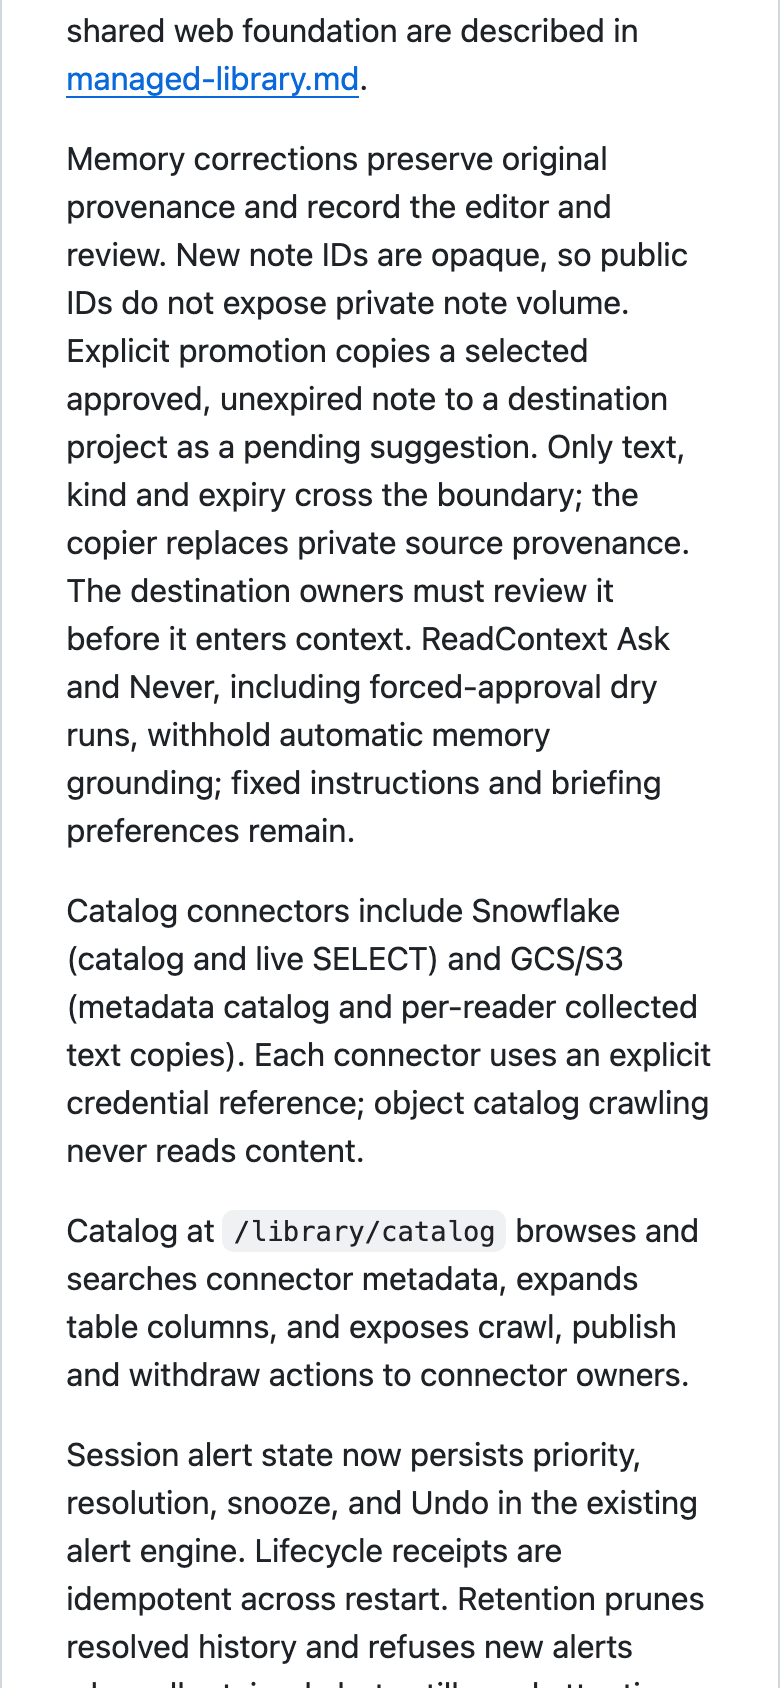 shared web foundation are described in
managed-library.md.
Memory corrections preserve original
provenance and record the editor and
review. New note IDs are opaque, so public
IDs do not expose private note volume.
Explicit promotion copies a selected
approved, unexpired note to a destination
project as a pending suggestion. Only text,
kind and expiry cross the boundary; the
copier replaces private source provenance.
The destination owners must review it
before it enters context. ReadContext Ask
and Never, including forced-approval dry
runs, withhold automatic memory
grounding; fixed instructions and briefing
preferences remain.
Catalog connectors include Snowflake
(catalog and live SELECT) and GCS/S3
(metadata catalog and per-reader collected
text copies). Each connector uses an explicit
credential reference; object catalog crawling
never reads content.
Catalog at /library/catalog browses and
searches connector metadata, expands
table columns, and exposes crawl, publish
and withdraw actions to connector owners.
Session alert state now persists priority,
resolution, snooze, and Undo in the existing
alert engine. Lifecycle receipts are
idempotent across restart. Retention prunes
resolved history and refuses new alerts